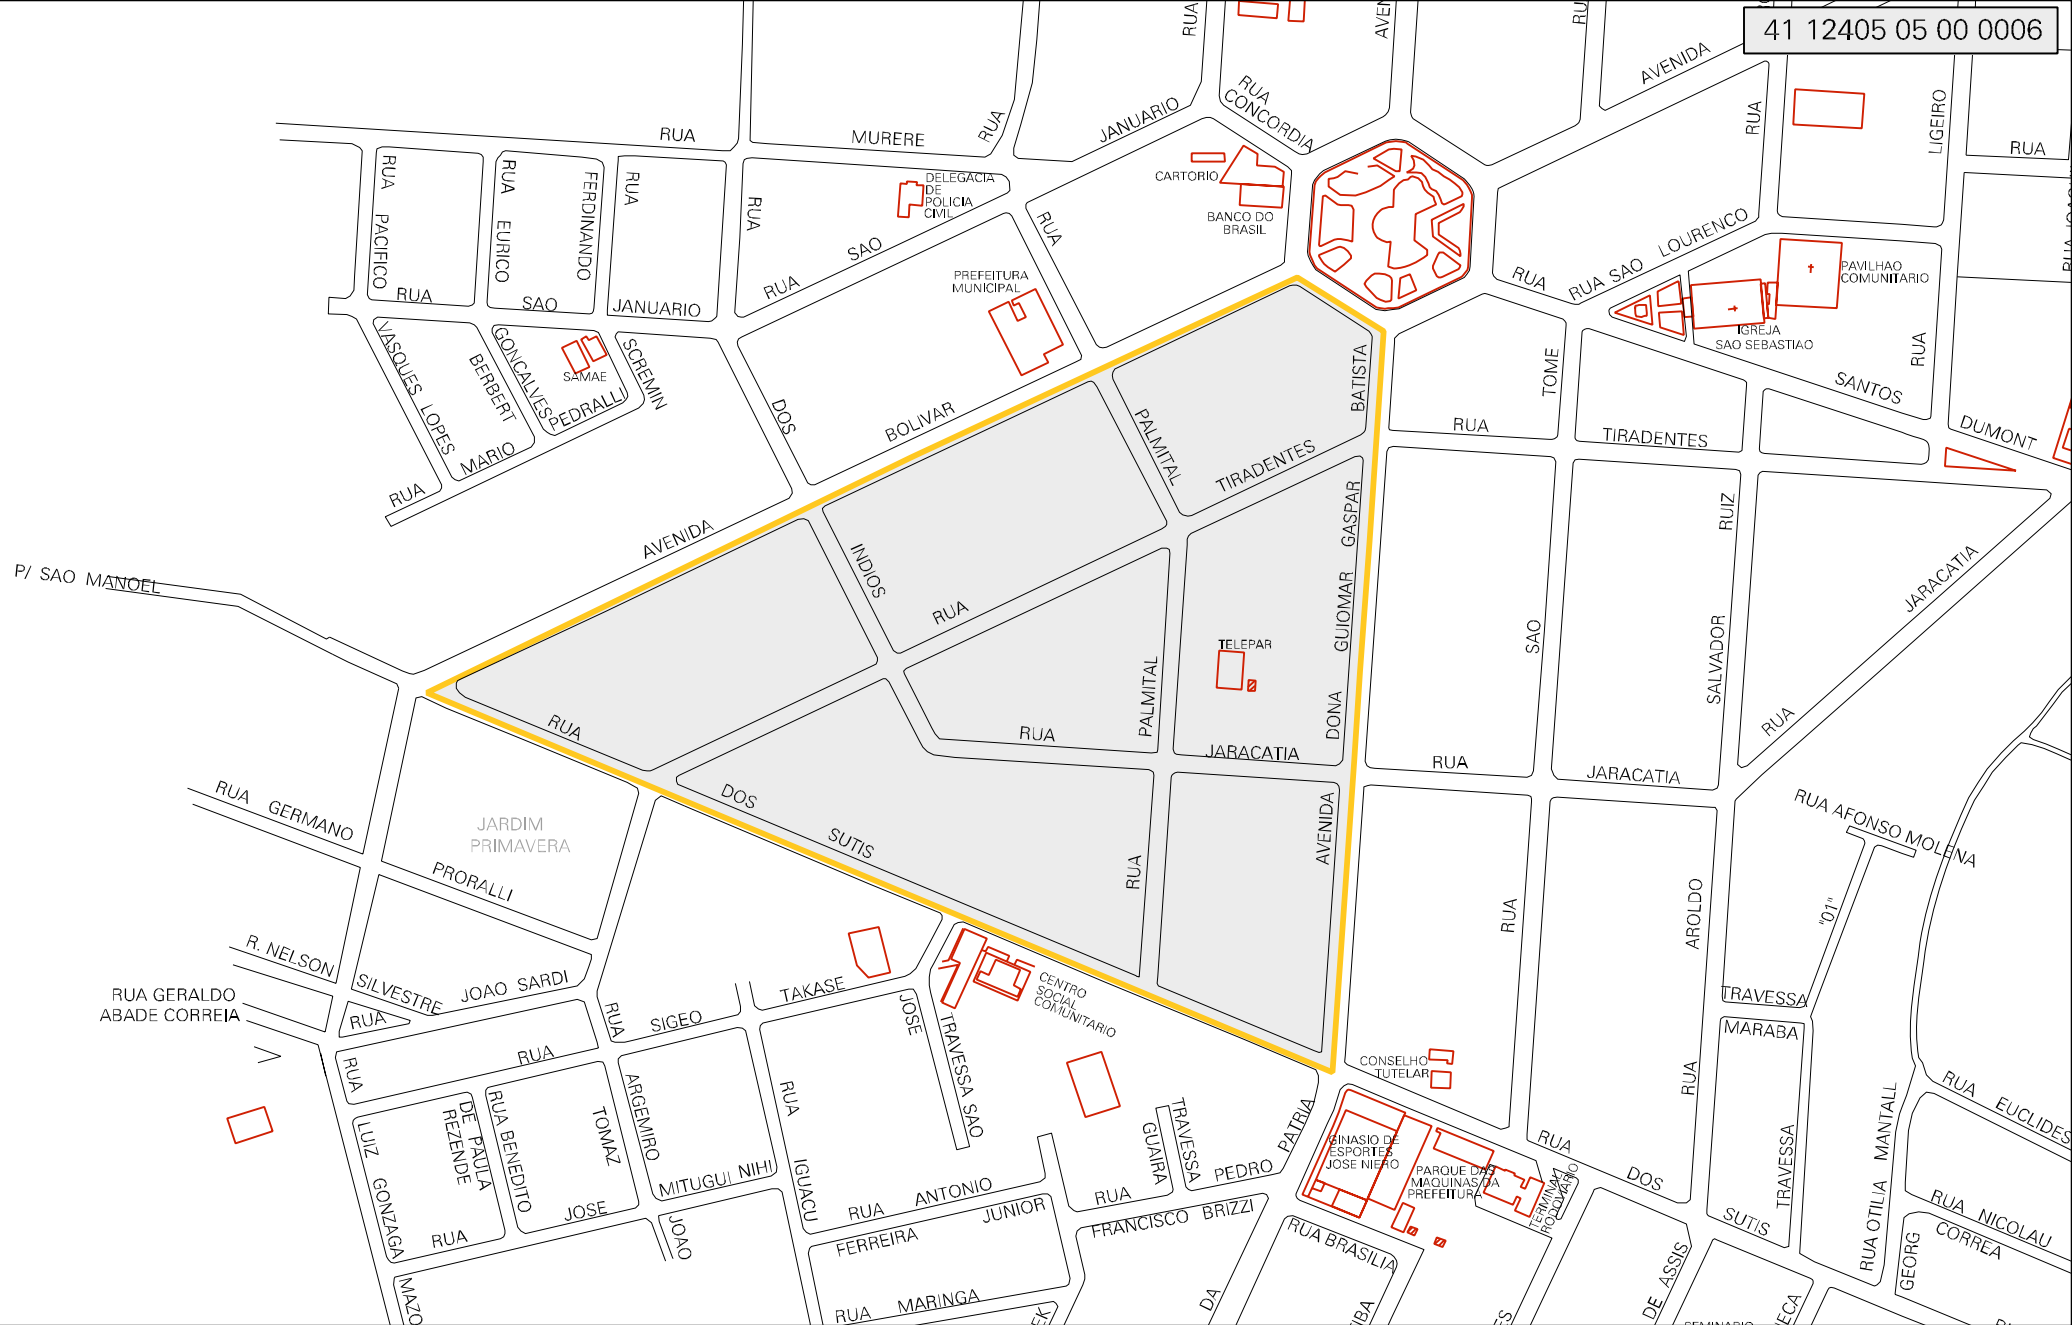 41 12405 05 00 0006
RUA
AVENIDA
RUA
CONCORDIA
RUA
MURERE
RUA
JANUARIO
RUA
LIGEIRO
RUA
CARTORIO
BANCO DO
BRASIL
DELEGACIA
DE
POLICIA
CIVIL
RUA
PACIFICO
RUA
EURICO
FERDINANDO
RUA
RUA
RUA
SAO
RUA
PREFEITURA
MUNICIPAL
RUA
SAO
JANUARIO
RUA
RUA SAO LOURENCO
PAVILHAO
COMUNITARIO
IGREJA
SAO SEBASTIAO
RUA
SANTOS
DUMONT
VASQUES LOPES
BERBERT
GONCALVES
SAMAE
PEDRALLI
SCREMIN
MARIO
RUA
DOS
BOLIVAR
AVENIDA
PALMITAL
TIRADENTES
BATISTA
TOME
RUA
TIRADENTES
P/ SAO MANOEL
INDIOS
RUA
GASPAR
GUIOMAR
DONA
AVENIDA
TELEPAR
PALMITAL
RUA
JARACATIA
SAO
RUIZ
SALVADOR
JARACATIA
RUA
RUA
JARACATIA
RUA
DOS
SUTIS
RUA
RUA
GERMANO
PRORALLI
JARDIM
PRIMAVERA
RUA AFONSO MOLENA
"01"
RUA
AROLDO
RUA
R. NELSON
SILVESTRE
JOAO SARDI
RUA GERALDO
ABADE CORREIA
RUA
RUA
RUA
SIGEO
TAKASE
JOSE
TRAVESSA SAO
CENTRO
SOCIAL
COMUNITARIO
TRAVESSA
MARABA
RUA
LUIZ
GONZAGA
MAZO
RUA
DE PAULA
REZENDE
RUA BENEDITO
TOMAZ
ARGEMIRO
RUA
IGUACU
MITUGUI NIHI
RUA
JOSE
JOAO
CONSELHO
TUTELAR
GINASIO DE
ESPORTES
JOSE NIERO
PARQUE DAS
MAQUINAS DA
PREFEITURA
TERMINAL
RODOVIARIO
RUA
DOS
SUTIS
PATRIA
DA
TRAVESSA
GUAIRA
RUA
PEDRO
RUA
ANTONIO
FERREIRA
JUNIOR
FRANCISCO BRIZZI
RUA BRASILIA
RUA
MARINGA
TRAVESSA
RUA OTILIA MANTALL
RUA
EUCLIDES
RUA NICOLAU
CORREA
GEORG
DE ASSIS